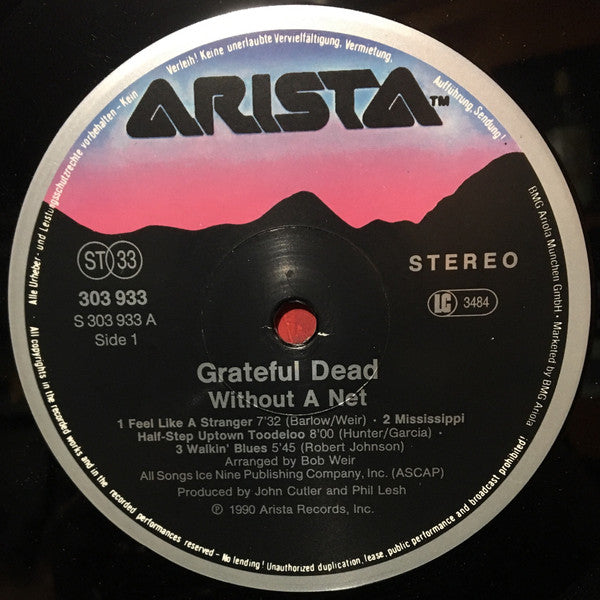 Alle Urheber- und Leistungsschutzrechte vorbehalten - Kein Verleih! Keine unerlaubte Vervielfältigung, Vermietung, Aufführung, Sendung!
ARISTA™
ST 33
STEREO
303 933
LC 3484
S 303 933 A
Side 1
Grateful Dead
Without A Net
1 Feel Like A Stranger 7'32 (Barlow/Weir) · 2 Mississippi
Half-Step Uptown Toodeloo 8'00 (Hunter/Garcia)
3 Walkin' Blues 5'45 (Robert Johnson)
Arranged by Bob Weir
All Songs Ice Nine Publishing Company, Inc. (ASCAP)
Produced by John Cutler and Phil Lesh
℗ 1990 Arista Records, Inc.
BMG Ariola München GmbH · Marketed by BMG Ariola
All copyrights in the recorded works and in the recorded performances reserved - No lending! Unauthorized duplication, lease, public performance and broadcast prohibited!